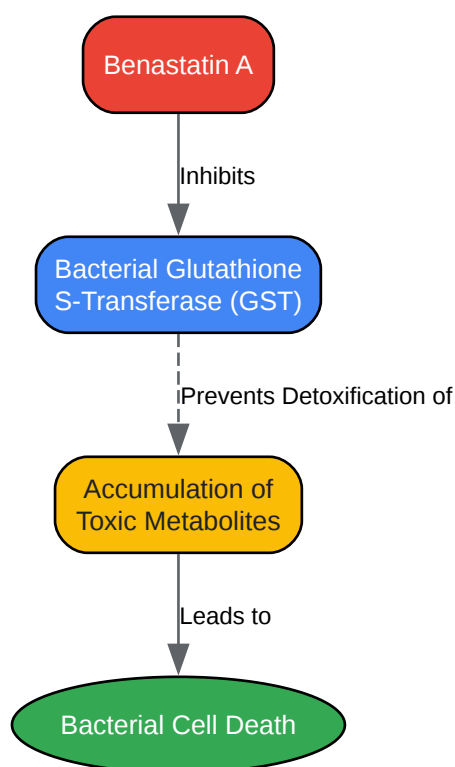 Benastatin A
Inhibits
Bacterial Glutathione
S-Transferase (GST)
Prevents Detoxification of
Accumulation of
Toxic Metabolites
Leads to
Bacterial Cell Death